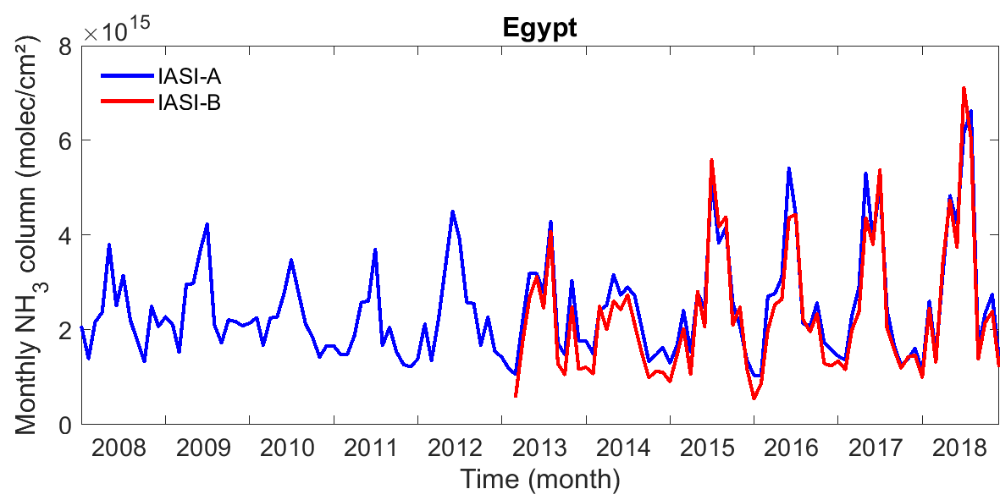 ×10^15
Egypt
Monthly NH_3 column (molec/cm²)
8
6
4
2
0
IASI-A
IASI-B
2008 2009 2010 2011 2012 2013 2014 2015 2016 2017 2018
Time (month)